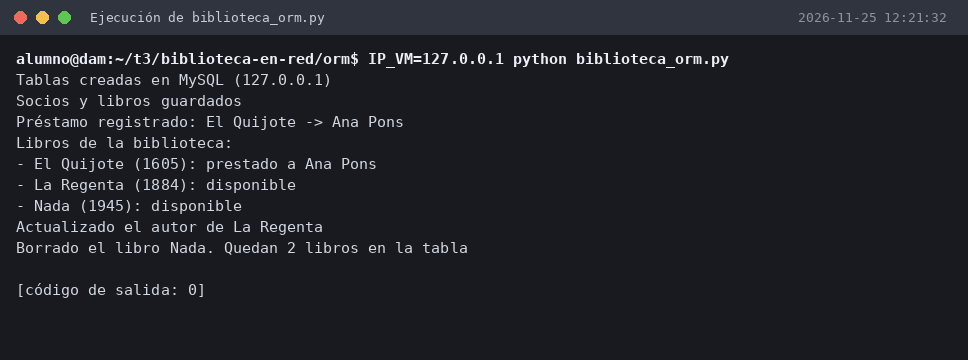 Ejecución de biblioteca_orm.py 2026-11-25 12:21:32
alumno@dam:~/t3/biblioteca-en-red/orm$ IP_VM=127.0.0.1 python biblioteca_orm.py
Tablas creadas en MySQL (127.0.0.1)
Socios y libros guardados
Préstamo registrado: El Quijote -> Ana Pons
Libros de la biblioteca:
- El Quijote (1605): prestado a Ana Pons
- La Regenta (1884): disponible
- Nada (1945): disponible
Actualizado el autor de La Regenta
Borrado el libro Nada. Quedan 2 libros en la tabla
[código de salida: 0]